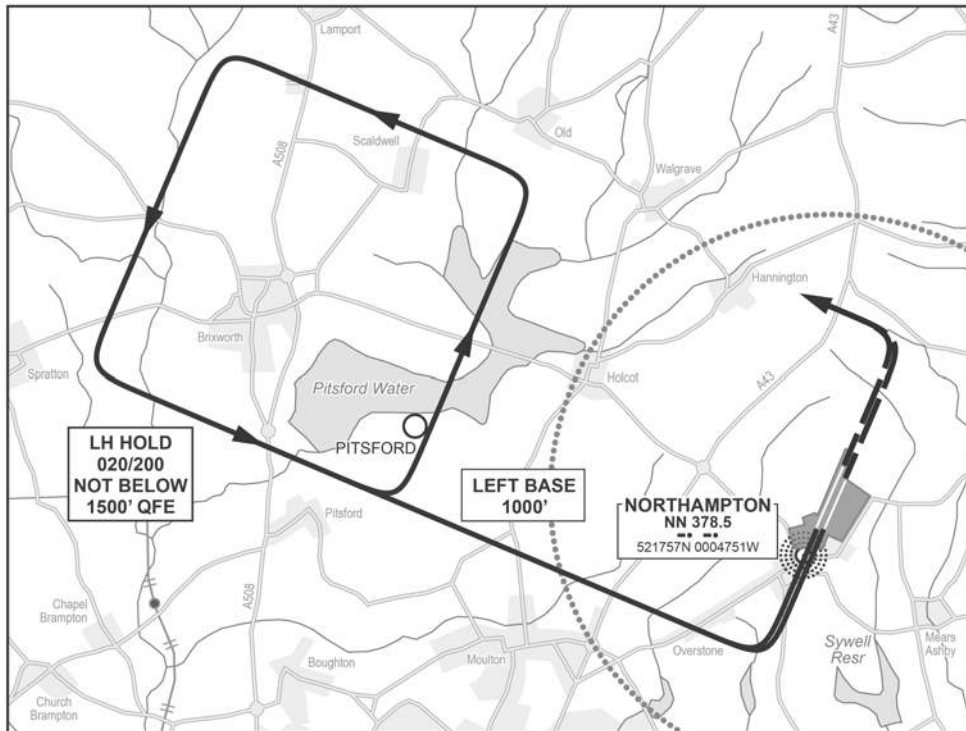 Lamport
A43
Old
Scaldwell
A508
Walgrave
Hannington
Brixworth
Spratton
Pitsford Water
Holcot
A43
PITSFORD
LH HOLD
020/200
NOT BELOW
1500’ QFE
LEFT BASE
1000’
NORTHAMPTON
NN 378.5
521757N 0004751W
Pitsford
A508
Chapel
Brampton
Boughton
Moulton
Overstone
Sywell
Resr
Mears
Ashby
Church
Brampton